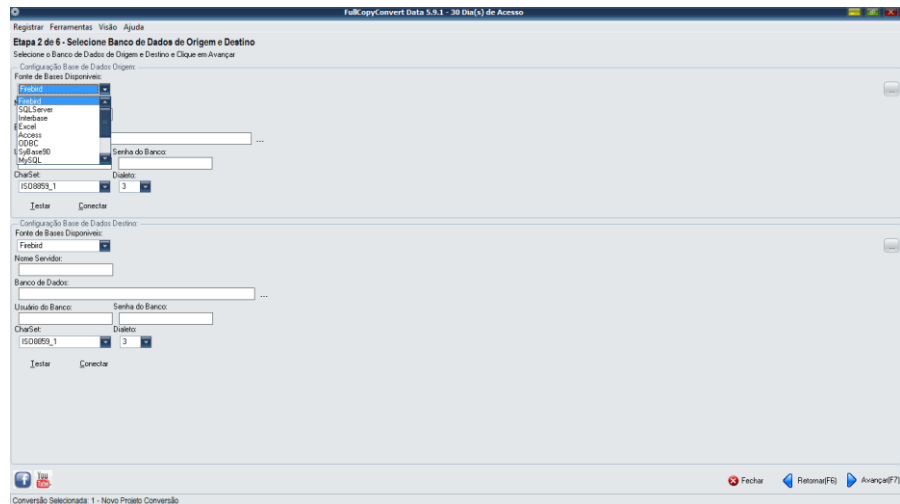 FullCopyConvert Data 5.9.1 - 30 Dia(s) de Acesso
Registrar Ferramentas Visão Ajuda
Etapa 2 de 6 - Selecione Banco de Dados de Origem e Destino
Selecione o Banco de Dados de Origem e Destino e Clique em Avançar
Configuração Base de Dados Origem:
Fonte de Bases Disponiveis:
Firebird
...
Firebird
SQLServer
Interbase
Excel
Access
...
ODBC
SyBase90
Senha do Banco:
MySQL
CharSet:
Dialeto:
ISO8859_1
3
Testar
Conectar
Configuração Base de Dados Destino:
Fonte de Bases Disponiveis:
Firebird
...
Nome Servidor:
Banco de Dados:
...
Usuário do Banco:
Senha do Banco:
CharSet:
Dialeto:
ISO8859_1
3
Testar
Conectar
f
You
Tube
Fechar
Retornar(F6)
Avançar(F7)
Conversão Selecionada: 1 - Novo Projeto Conversão